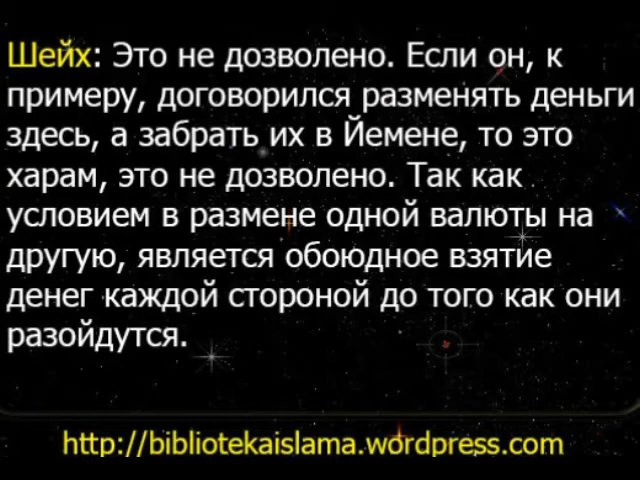 Шейх: Это не дозволено. Если он, к
примеру, договорился разменять деньги
здесь, а забрать их в Йемене, то это
харам, это не дозволено. Так как
условием в размене одной валюты на
другую, является обоюдное взятие
денег каждой стороной до того как они
разойдутся.
http://bibliotekaislama.wordpress.com